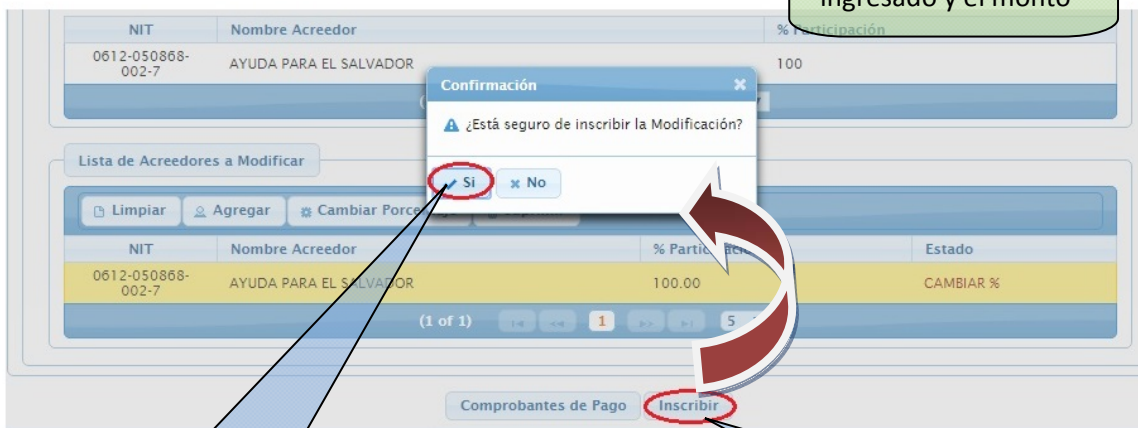 ingresado y el monto
NIT Nombre Acreedor % Participación
0612-050868-
002-7
AYUDA PARA EL SALVADOR 100
Confirmación
¿Está seguro de inscribir la Modificación?
Si No
Lista de Acreedores a Modificar
Limpiar Agregar Cambiar
NIT Nombre Acreedor Estado
0612-050868-
002-7
AYUDA PARA EL SALVADOR 100.00 CAMBIAR %
(1 of 1) 1 5
Comprobantes de Pago Inscribir